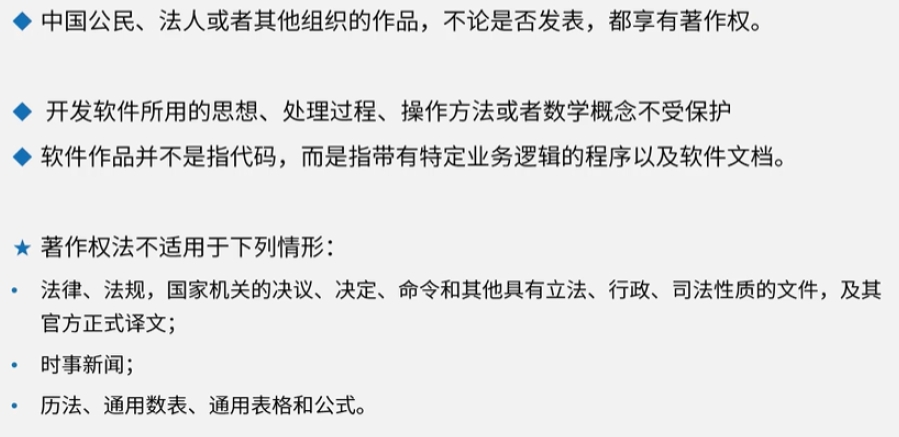 ◆ 中国公民、法人或者其他组织的作品，不论是否发表，都享有著作权。
◆ 开发软件所用的思想、处理过程、操作方法或者数学概念不受保护
◆ 软件作品并不是指代码，而是指带有特定业务逻辑的程序以及软件文档。
★ 著作权法不适用于下列情形：
• 法律、法规，国家机关的决议、决定、命令和其他具有立法、行政、司法性质的文件，及其
官方正式译文；
• 时事新闻；
• 历法、通用数表、通用表格和公式。